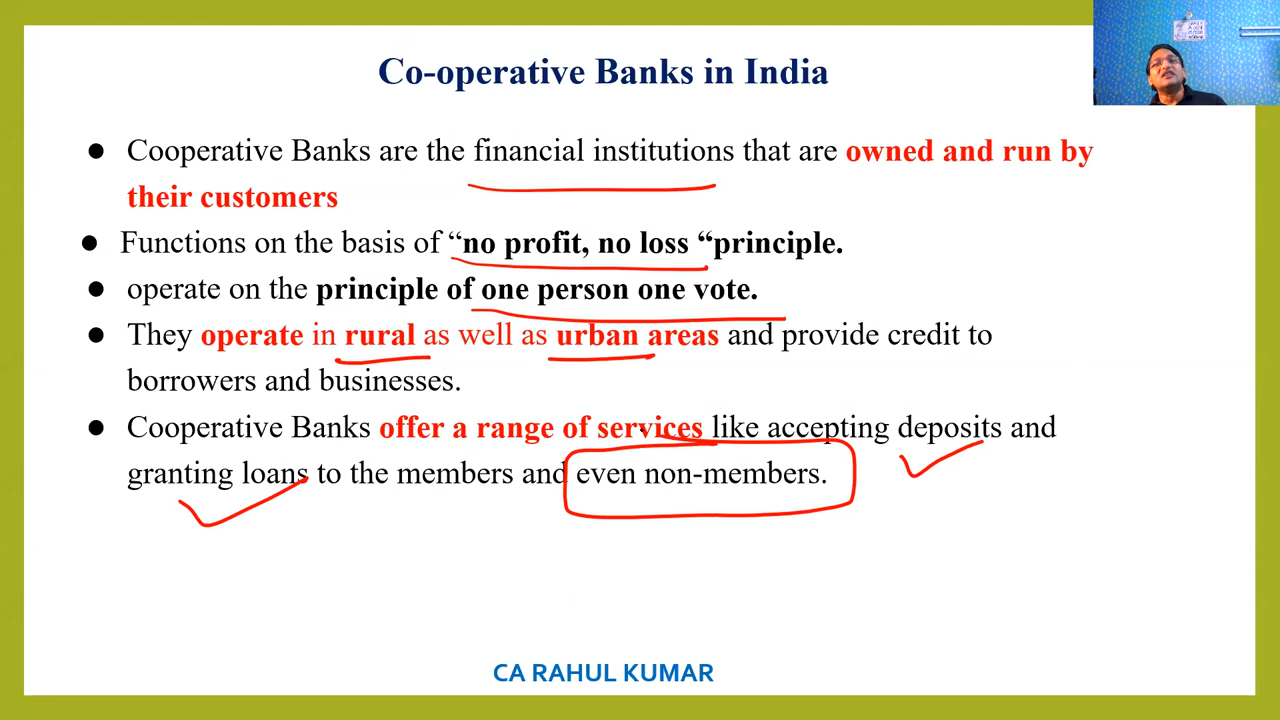 Co-operative Banks in India
● Cooperative Banks are the financial institutions that are owned and run by
their customers
● Functions on the basis of “no profit, no loss “principle.
● operate on the principle of one person one vote.
● They operate in rural as well as urban areas and provide credit to
borrowers and businesses.
● Cooperative Banks offer a range of services like accepting deposits and
granting loans to the members and even non-members.
CA RAHUL KUMAR